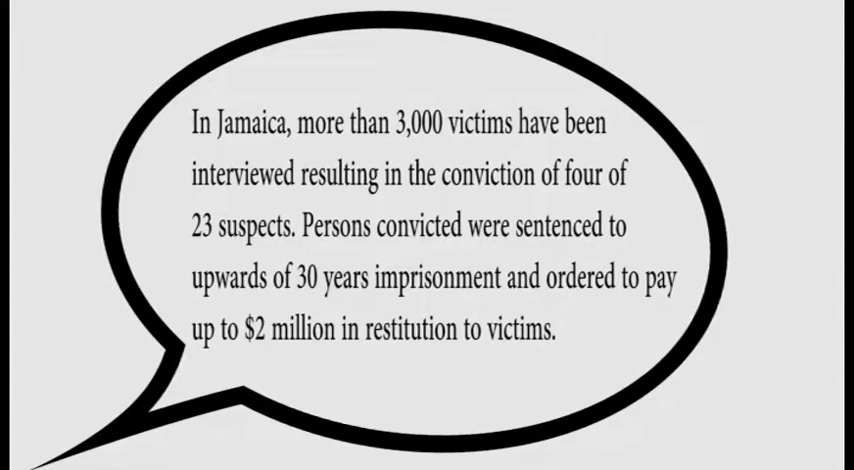 In Jamaica, more than 3,000 victims have been
interviewed resulting in the conviction of four of
23 suspects. Persons convicted were sentenced to
upwards of 30 years imprisonment and ordered to pay
up to $2 million in restitution to victims.